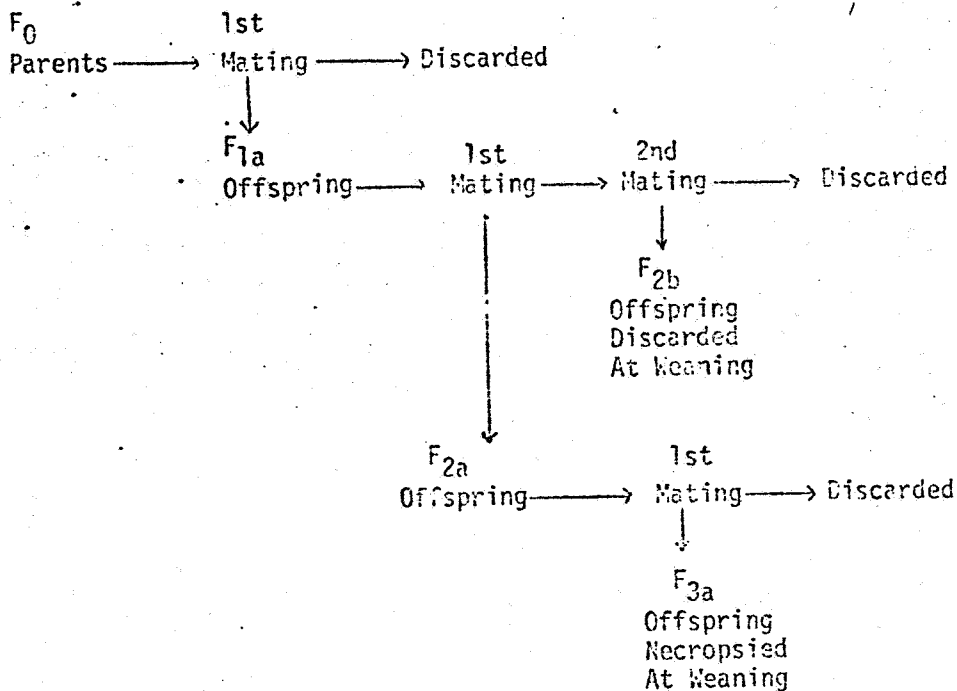 F0 1st
Parents Mating Discarded
F1a 1st 2nd
Offspring Mating Mating Discarded
F2b
Offspring
Discarded
At Weaning
F2a 1st
Offspring Mating Discarded
F3a
Offspring
Necropsied
At Weaning